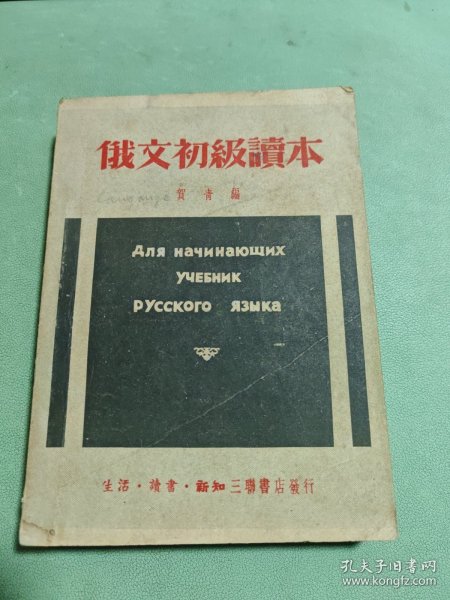 俄文初級讀本
賀青編
Для начинающих
УЧЕБНИК
РУССКОГО ЯЗЫКА
生活·讀書·新知三聯書店發行
孔夫子旧书网
www.kongfz.com